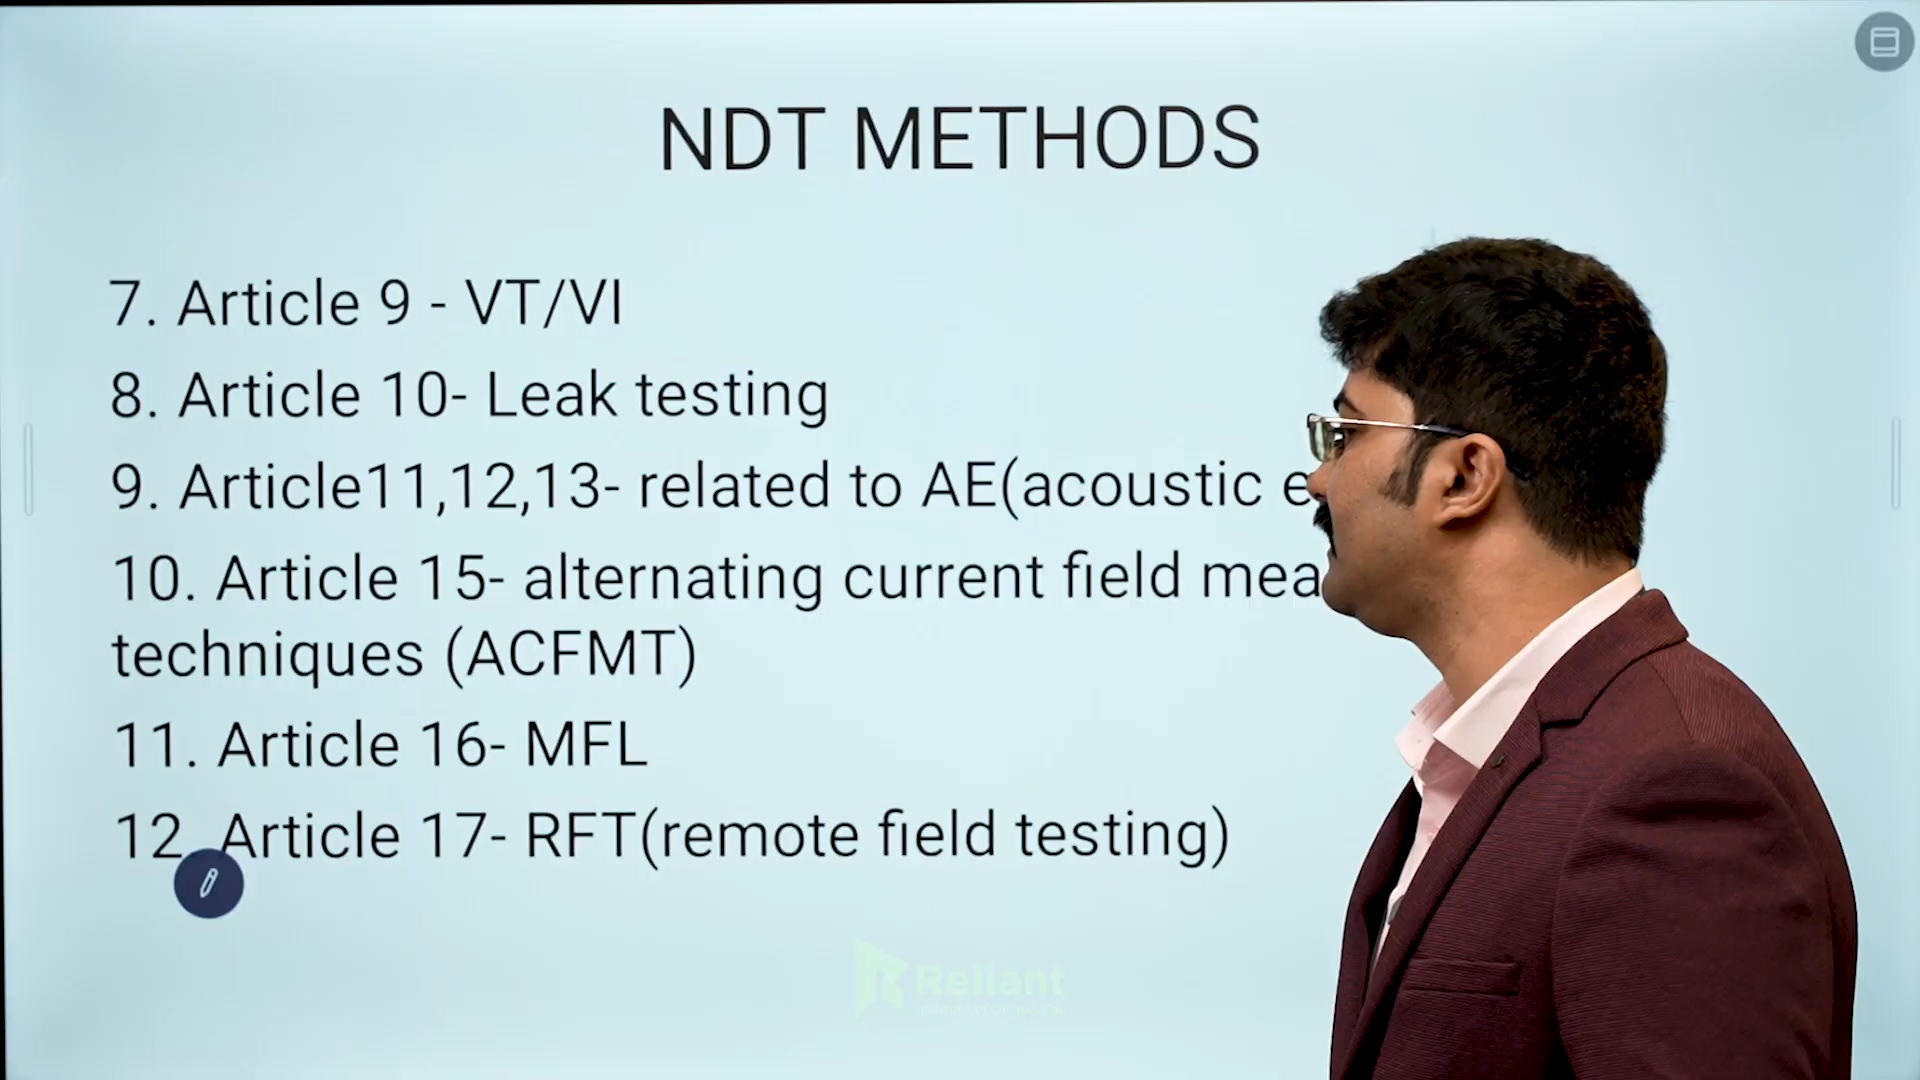 NDT METHODS
7. Article 9 - VT/VI
8. Article 10- Leak testing
9. Article11,12,13- related to AE(acoustic
10. Article 15- alternating current field
techniques (ACFMT)
11. Article 16- MFL
12. Article 17- RFT(remote field testing)
Reliant